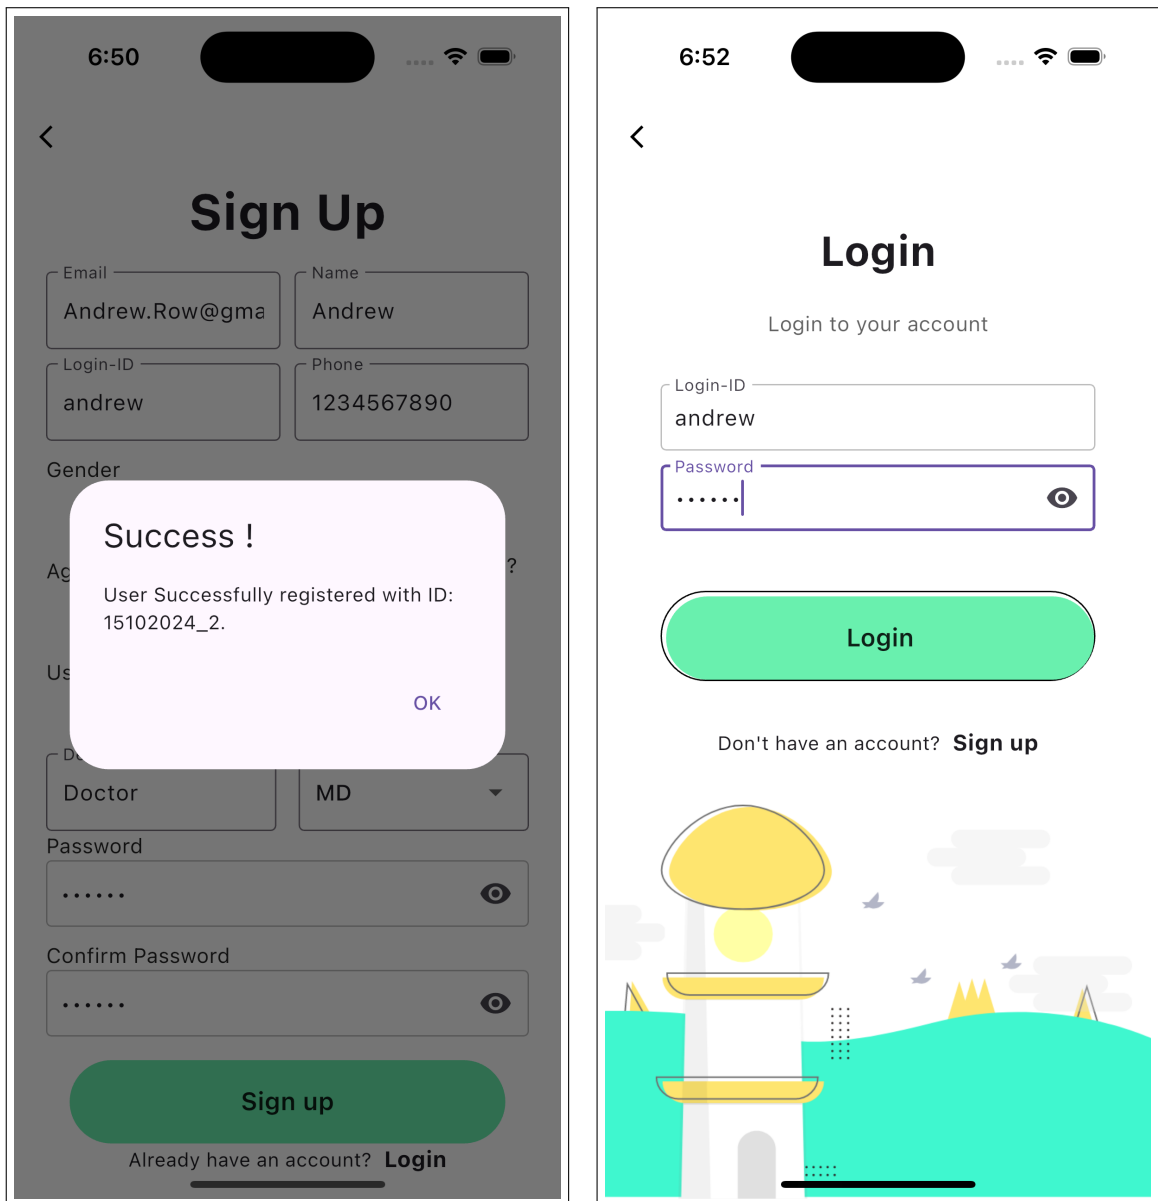 6:50
Sign Up
Email
Name
Andrew.Row@gma
Andrew
Login-ID
Phone
andrew
1234567890
Gender
Success !
Ag
?
User Successfully registered with ID:
15102024_2.
Us
OK
Doctor
MD
Password
••••••
Confirm Password
••••••
Sign up
Already have an account? Login
6:52
Login
Login to your account
Login-ID
andrew
Password
••••••
Login
Don't have an account? Sign up